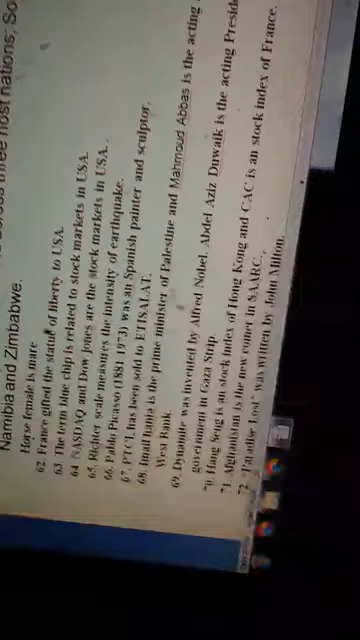 Namibia and Zimbabwe.
Horse female is mare
62. France gifted the statue of liberty to USA.
63. The term blue chip is related to stock markets in USA.
64 NASDAQ and Dow Jones are the stock markets in USA.
65. Richter scale measures the intensity of earthquake.
66. Pablo Picasso (1881-1973) was an Spanish painter and sculptor.
67. PTCL has been sold to ETISALAT.
68. Ismail hania is the prime minister of Palestine and Mahmoud Abbas is the acting
West Bank.
69. Dynamite was invented by Alfred Nobel. Abdel Aziz Duwaik is the acting Preside
government in Gaza Strip.
70. Hang Seng is an stock index of Hong Kong and CAC is an stock index of France.
71. Afghanistan is the new comer in SAARC.
72. "Paradise Lost" was written by John Milton.